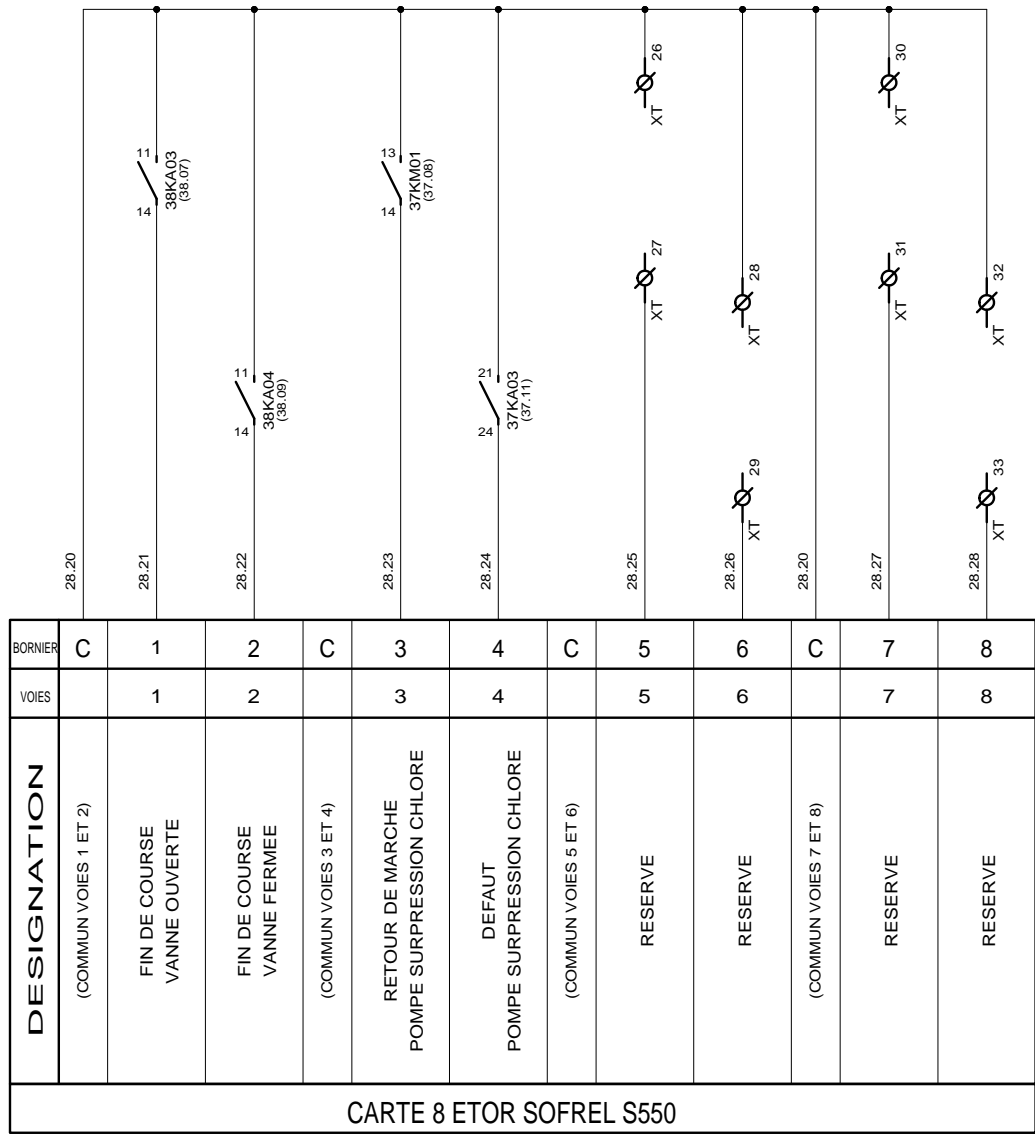 26
XT
30
XT
11
14
38KA03
(38.07)
13
14
37KM01
(37.08)
27
XT
28
XT
31
XT
32
XT
11
14
38KA04
(38.09)
21
24
37KA03
(37.11)
29
XT
33
XT
28.20
28.21
28.22
28.23
28.24
28.25
28.26
28.20
28.27
28.28
BORNIER C 1 2 C 3 4 C 5 6 C 7 8
VOIES 1 2 3 4 5 6 7 8
DESIGNATION
(COMMUN VOIES 1 ET 2)
FIN DE COURSE
VANNE OUVERTE
FIN DE COURSE
VANNE FERMEE
(COMMUN VOIES 3 ET 4)
RETOUR DE MARCHE
POMPE SURPRESSION CHLORE
DEFAUT
POMPE SURPRESSION CHLORE
(COMMUN VOIES 5 ET 6)
RESERVE
RESERVE
(COMMUN VOIES 7 ET 8)
RESERVE
RESERVE
CARTE 8 ETOR SOFREL S550